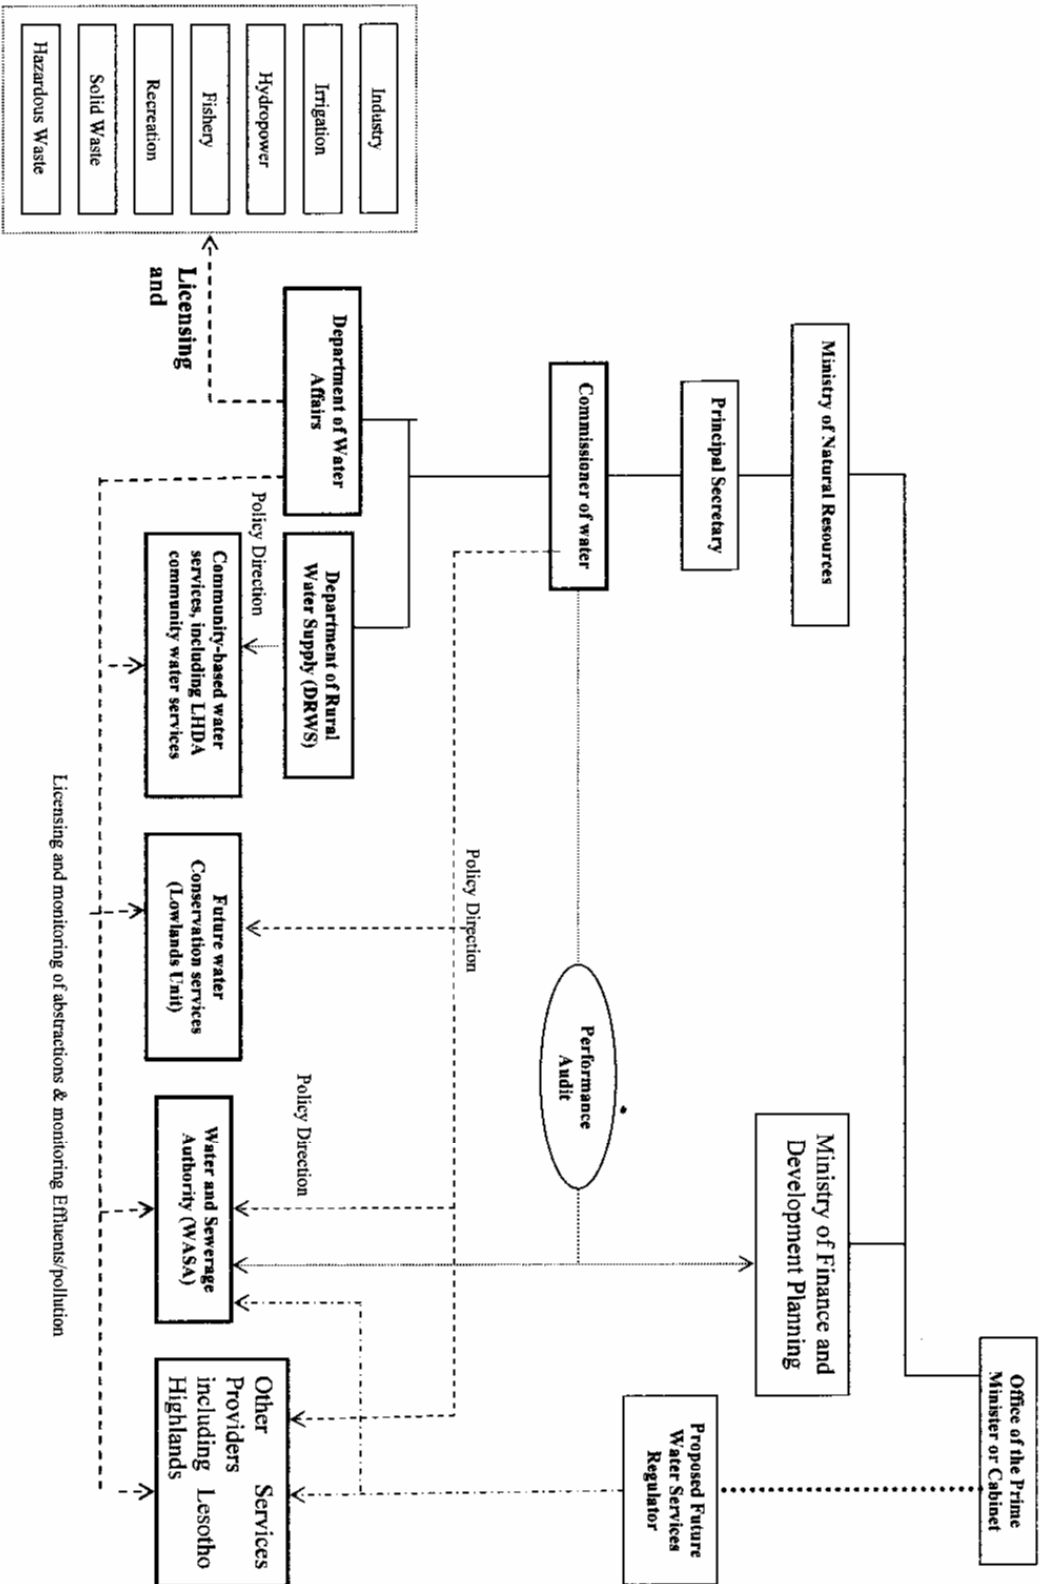 Office of the Prime
Minister or Cabinet
Ministry of Natural Resources
Ministry of Finance and
Development Planning
Principal Secretary
Proposed Future
Water Services
Regulator
Commissioner of water
Performance
Audit
Policy Direction
Department of Water
Affairs
Department of Rural
Water Supply (DRWS)
Policy Direction
Policy Direction
Licensing
and
Community-based water
services, including LHDA
community water services
Future water
Conservation services
(Lowlands Unit)
Water and Sewerage
Authority (WASA)
Other Services
Providers
including Lesotho
Highlands
Licensing and monitoring of abstractions & monitoring Effluents/pollution
Industry
Irrigation
Hydropower
Fishery
Recreation
Solid Waste
Hazardous Waste